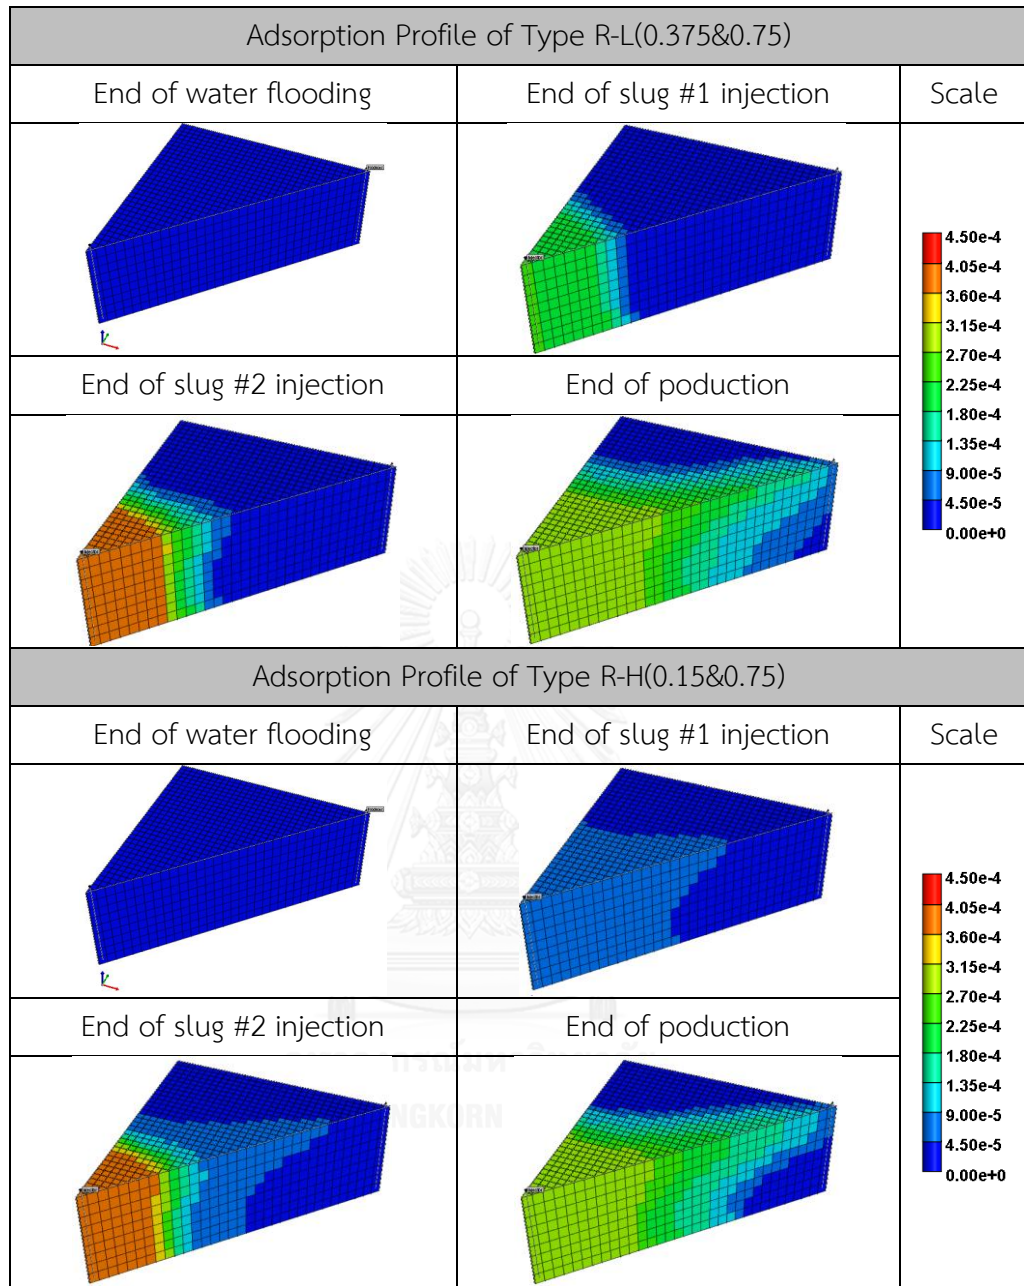 Adsorption Profile of Type R-L(0.375&0.75)
End of water flooding
End of slug #1 injection
Scale
4.50e-4
4.05e-4
3.60e-4
3.15e-4
2.70e-4
2.25e-4
1.80e-4
1.35e-4
9.00e-5
4.50e-5
0.00e+0
End of slug #2 injection
End of poduction
Adsorption Profile of Type R-H(0.15&0.75)
End of water flooding
End of slug #1 injection
Scale
4.50e-4
4.05e-4
3.60e-4
3.15e-4
2.70e-4
2.25e-4
1.80e-4
1.35e-4
9.00e-5
4.50e-5
0.00e+0
End of slug #2 injection
End of poduction
NGKORN